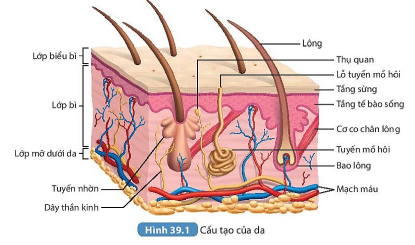 Lớp biểu bì
Lớp bì
Lớp mỡ dưới da
Tuyến nhờn
Dây thần kinh
Lông
Thụ quan
Lỗ tuyến mồ hôi
Tầng sừng
Tầng tế bào sống
Cơ co chân lông
Tuyến mồ hôi
Bao lông
Mạch máu
Hình 39.1 Cấu tạo của da